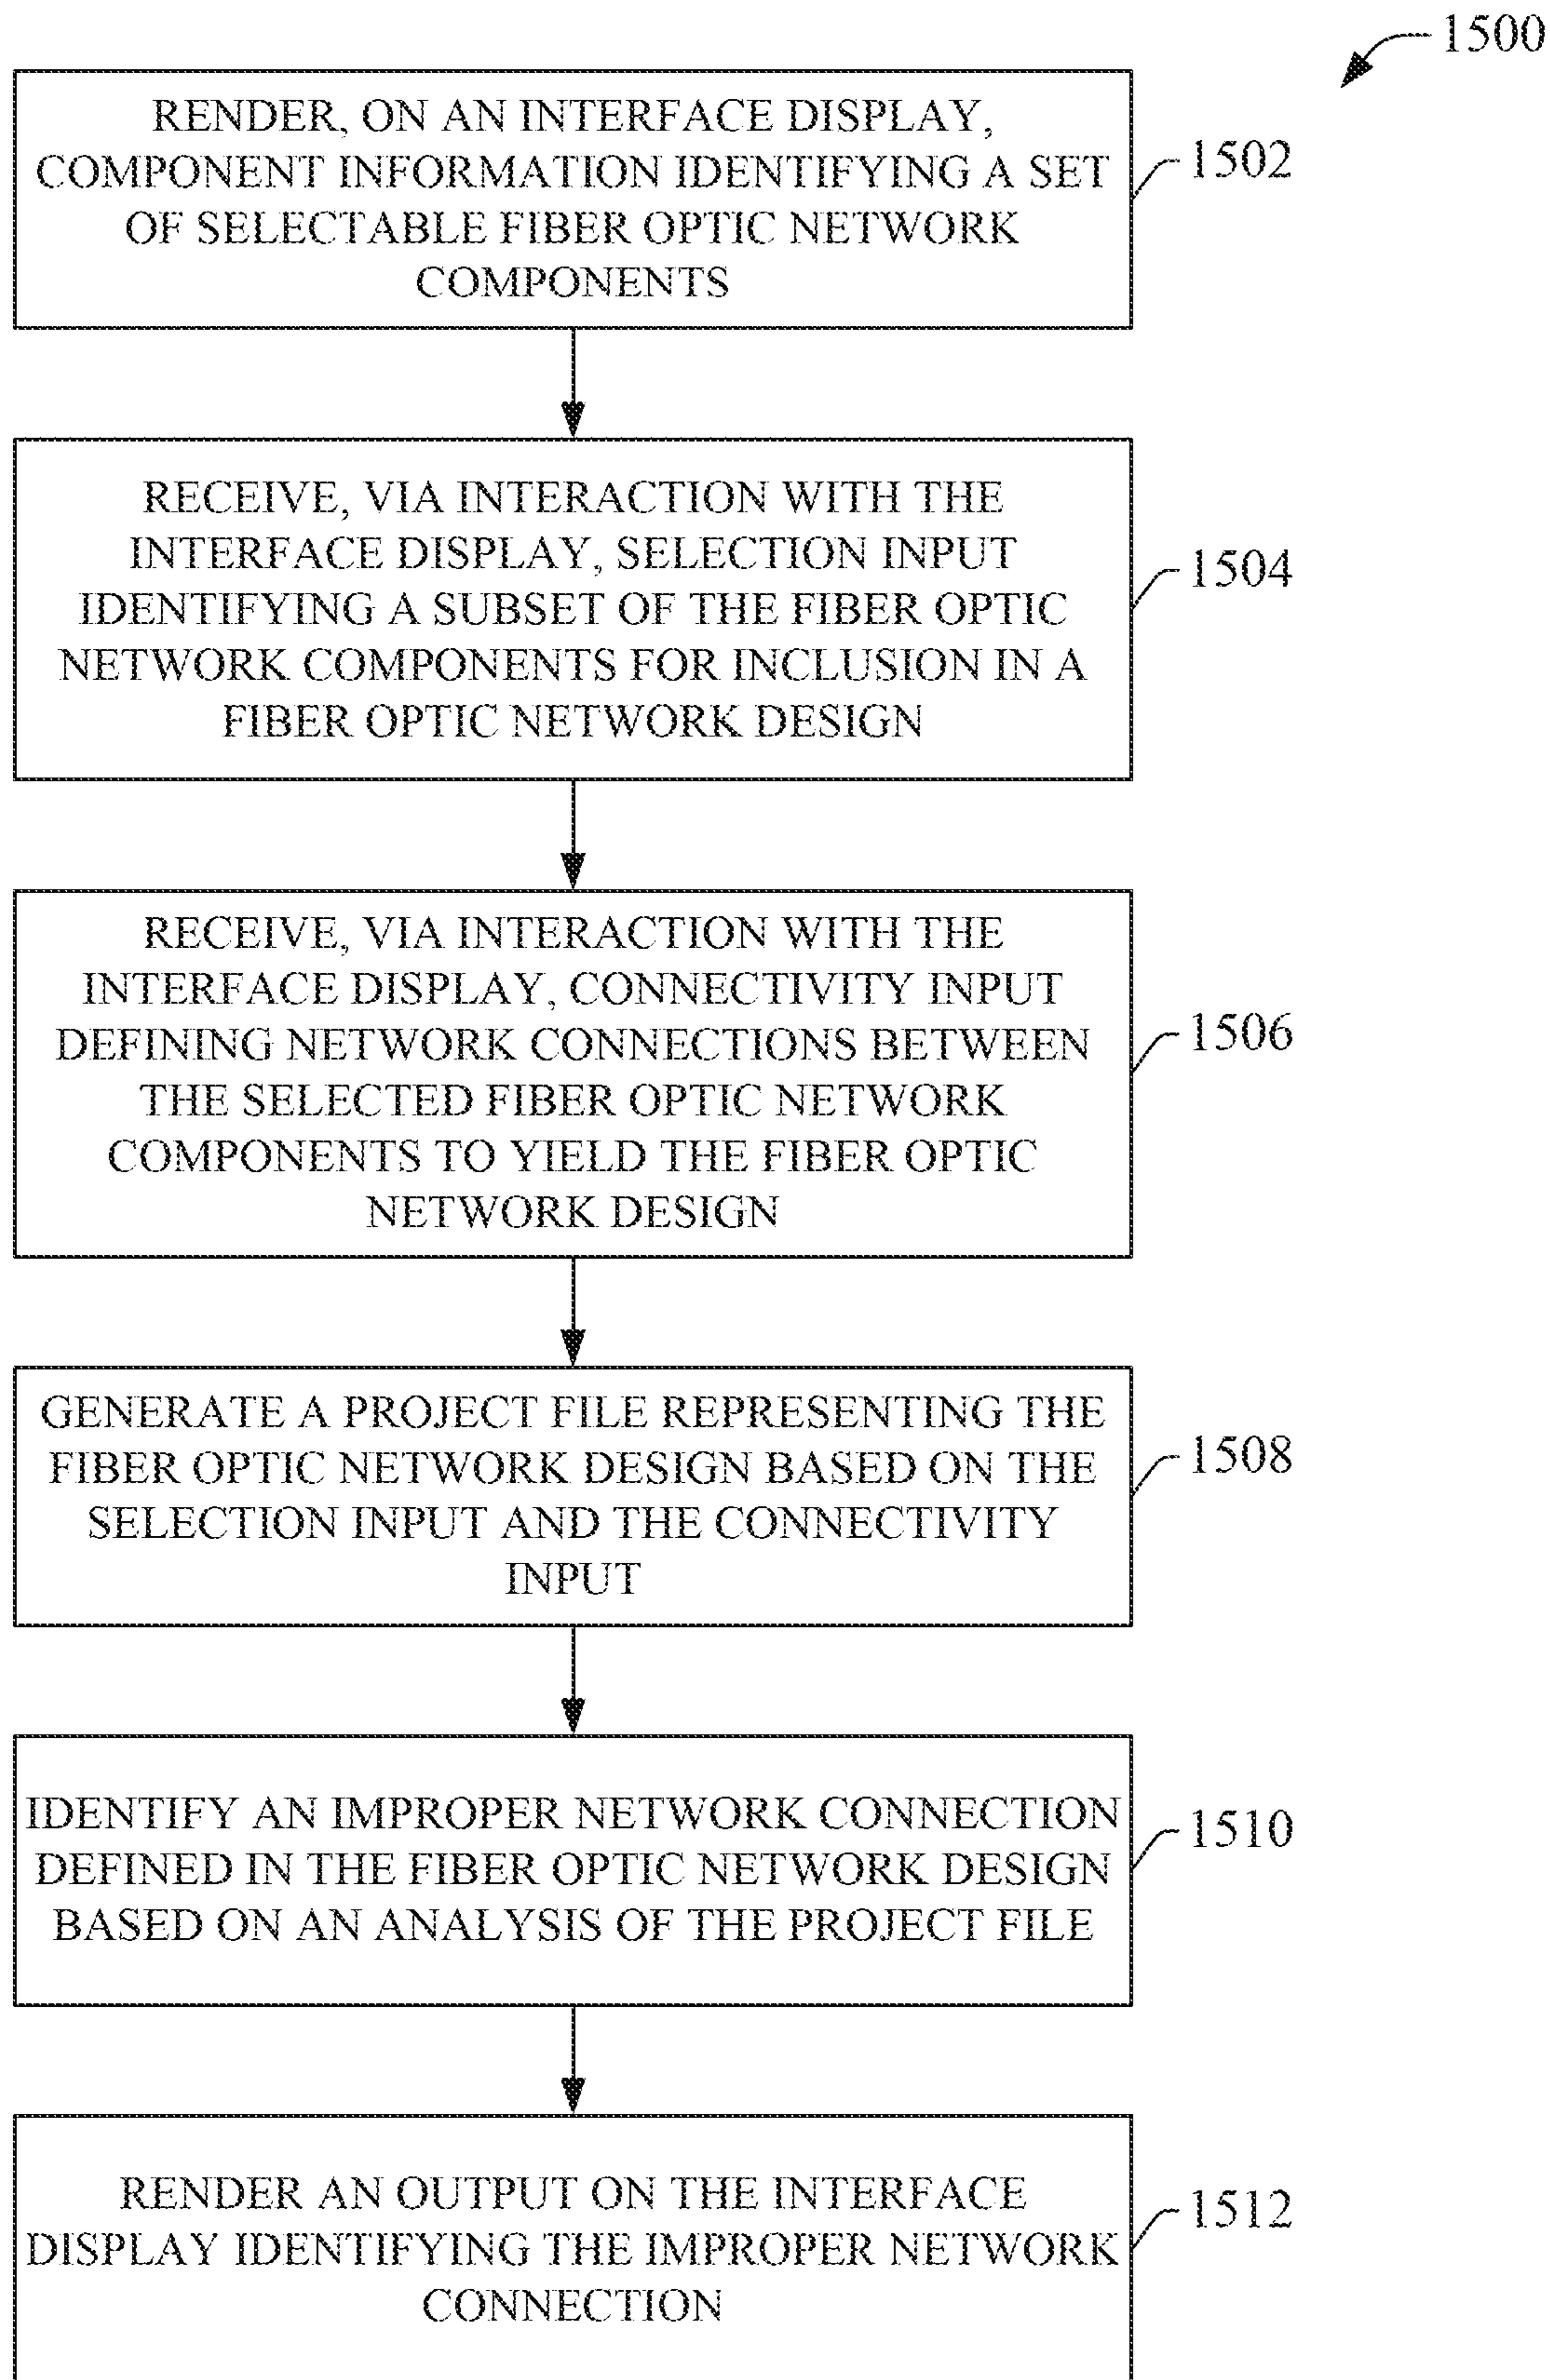 1500
RENDER, ON AN INTERFACE DISPLAY,
COMPONENT INFORMATION IDENTIFYING A SET
OF SELECTABLE FIBER OPTIC NETWORK
COMPONENTS
1502
RECEIVE, VIA INTERACTION WITH THE
INTERFACE DISPLAY, SELECTION INPUT
IDENTIFYING A SUBSET OF THE FIBER OPTIC
NETWORK COMPONENTS FOR INCLUSION IN A
FIBER OPTIC NETWORK DESIGN
1504
RECEIVE, VIA INTERACTION WITH THE
INTERFACE DISPLAY, CONNECTIVITY INPUT
DEFINING NETWORK CONNECTIONS BETWEEN
THE SELECTED FIBER OPTIC NETWORK
COMPONENTS TO YIELD THE FIBER OPTIC
NETWORK DESIGN
1506
GENERATE A PROJECT FILE REPRESENTING THE
FIBER OPTIC NETWORK DESIGN BASED ON THE
SELECTION INPUT AND THE CONNECTIVITY
INPUT
1508
IDENTIFY AN IMPROPER NETWORK CONNECTION
DEFINED IN THE FIBER OPTIC NETWORK DESIGN
BASED ON AN ANALYSIS OF THE PROJECT FILE
1510
RENDER AN OUTPUT ON THE INTERFACE
DISPLAY IDENTIFYING THE IMPROPER NETWORK
CONNECTION
1512